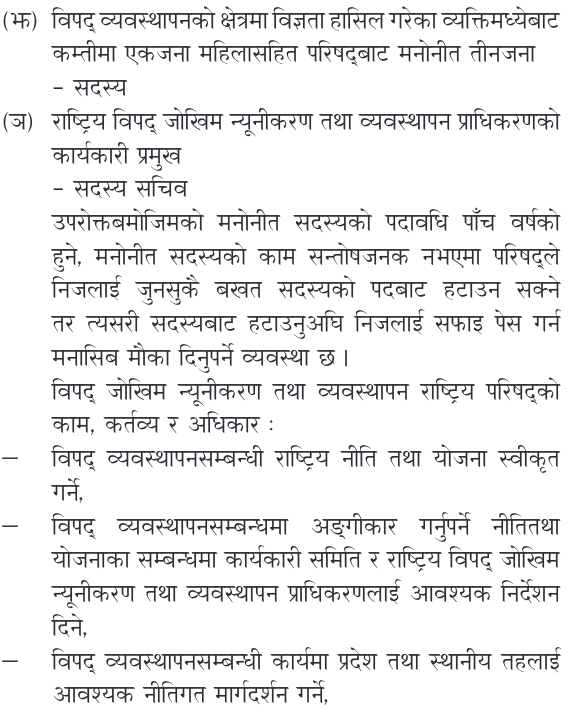 (झ) विपद् व्यवस्थापनको क्षेत्रमा विज्ञता हासिल गरेका व्यक्तिमध्येबाट
कम्तीमा एकजना महिलासहित परिषद्बाट मनोनीत तीनजना
– सदस्य
(ञ) राष्ट्रिय विपद् जोखिम न्यूनीकरण तथा व्यवस्थापन प्राधिकरणको
कार्यकारी प्रमुख
– सदस्य सचिव
उपरोक्तबमोजिमको मनोनीत सदस्यको पदावधि पाँच वर्षको
हुने, मनोनीत सदस्यको काम सन्तोषजनक नभएमा परिषद्ले
निजलाई जुनसुकै बखत सदस्यको पदबाट हटाउन सक्ने
तर त्यसरी सदस्यबाट हटाउनुअघि निजलाई सफाइ पेस गर्न
मनासिब मौका दिनुपर्ने व्यवस्था छ ।
विपद् जोखिम न्यूनीकरण तथा व्यवस्थापन राष्ट्रिय परिषद्को
काम, कर्तव्य र अधिकार :
– विपद् व्यवस्थापनसम्बन्धी राष्ट्रिय नीति तथा योजना स्वीकृत
गर्ने,
– विपद् व्यवस्थापनसम्बन्धमा अङ्गीकार गर्नुपर्ने नीतितथा
योजनाका सम्बन्धमा कार्यकारी समिति र राष्ट्रिय विपद् जोखिम
न्यूनीकरण तथा व्यवस्थापन प्राधिकरणलाई आवश्यक निर्देशन
दिने,
– विपद् व्यवस्थापनसम्बन्धी कार्यमा प्रदेश तथा स्थानीय तहलाई
आवश्यक नीतिगत मार्गदर्शन गर्ने,